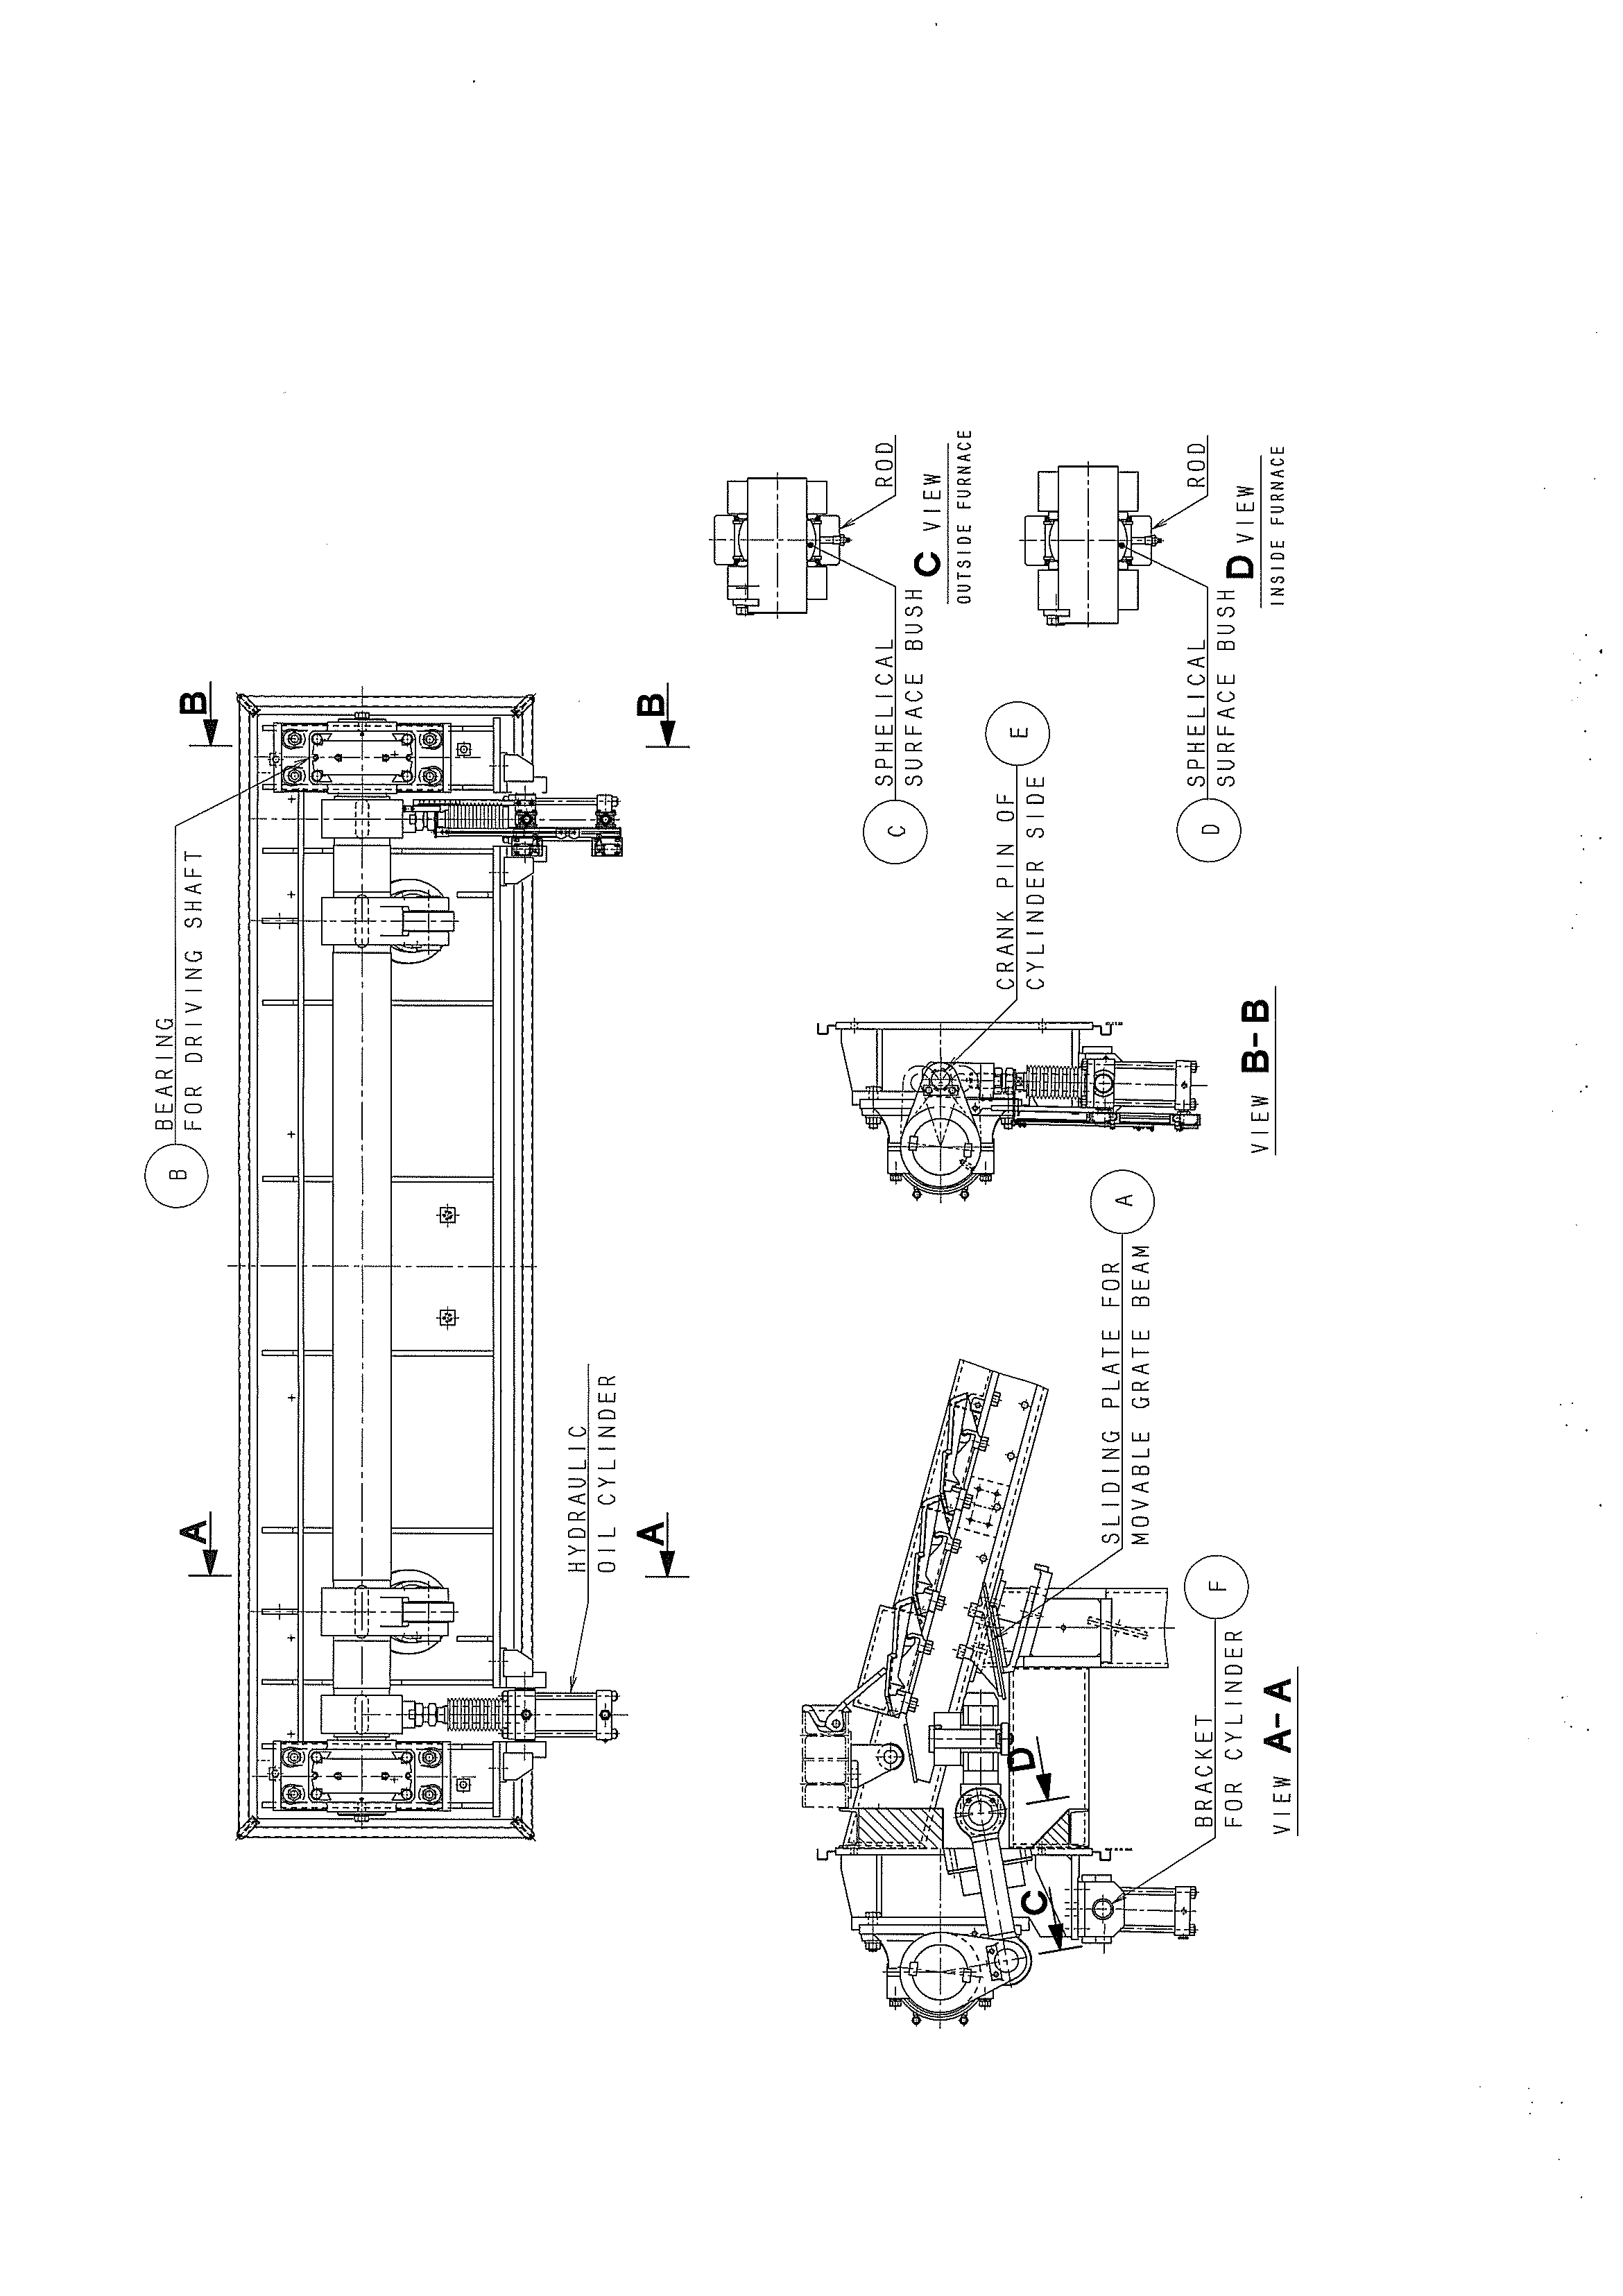 B
B
A
A
B
BEARING
FOR DRIVING SHAFT
HYDRAULIC
OIL CYLINDER
ROD
C
SPHELICAL
SURFACE BUSH
C VIEW
OUTSIDE FURNACE
ROD
D
SPHELICAL
SURFACE BUSH
D VIEW
INSIDE FURNACE
E
CRANK PIN OF
CYLINDER SIDE
VIEW B-B
A
SLIDING PLATE FOR
MOVABLE GRATE BEAM
D
C
F
BRACKET
FOR CYLINDER
VIEW A-A